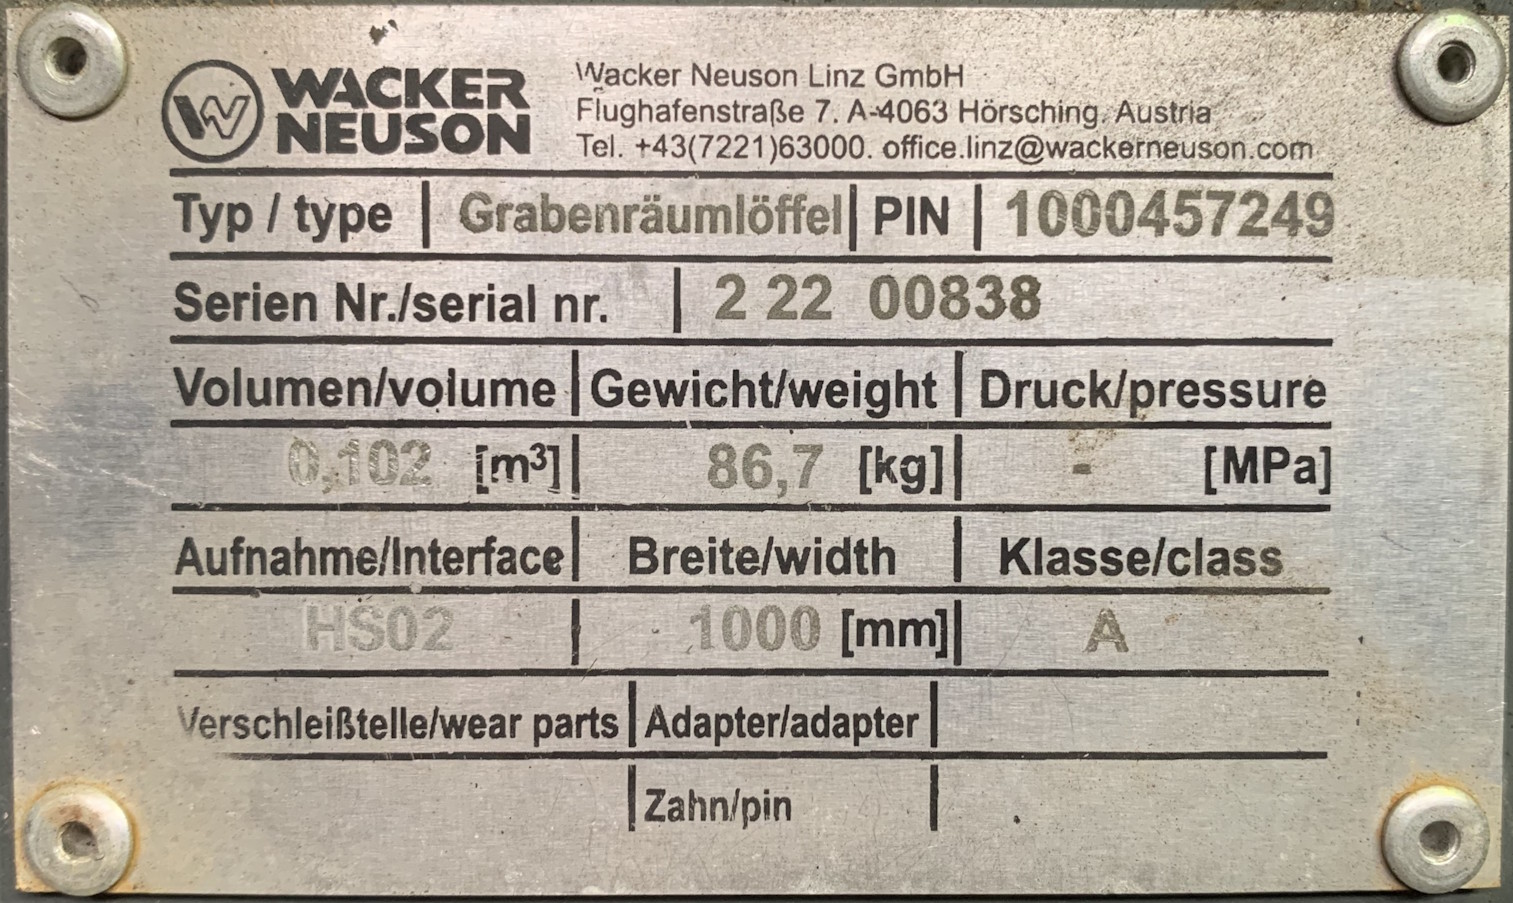 WACKER
NEUSON
Wacker Neuson Linz GmbH
Flughafenstraße 7. A-4063 Hörsching. Austria
Tel. +43(7221)63000. office.linz@wackerneuson.com
Typ / type | Grabenräumlöffel | PIN | 1000457249
Serien Nr./serial nr. | 2 22 00838
Volumen/volume | Gewicht/weight | Druck/pressure
0,102 [m³] | 86,7 [kg] | - [MPa]
Aufnahme/Interface | Breite/width | Klasse/class
HS02 | 1000 [mm] | A
Verschleißtelle/wear parts | Adapter/adapter |
| Zahn/pin |